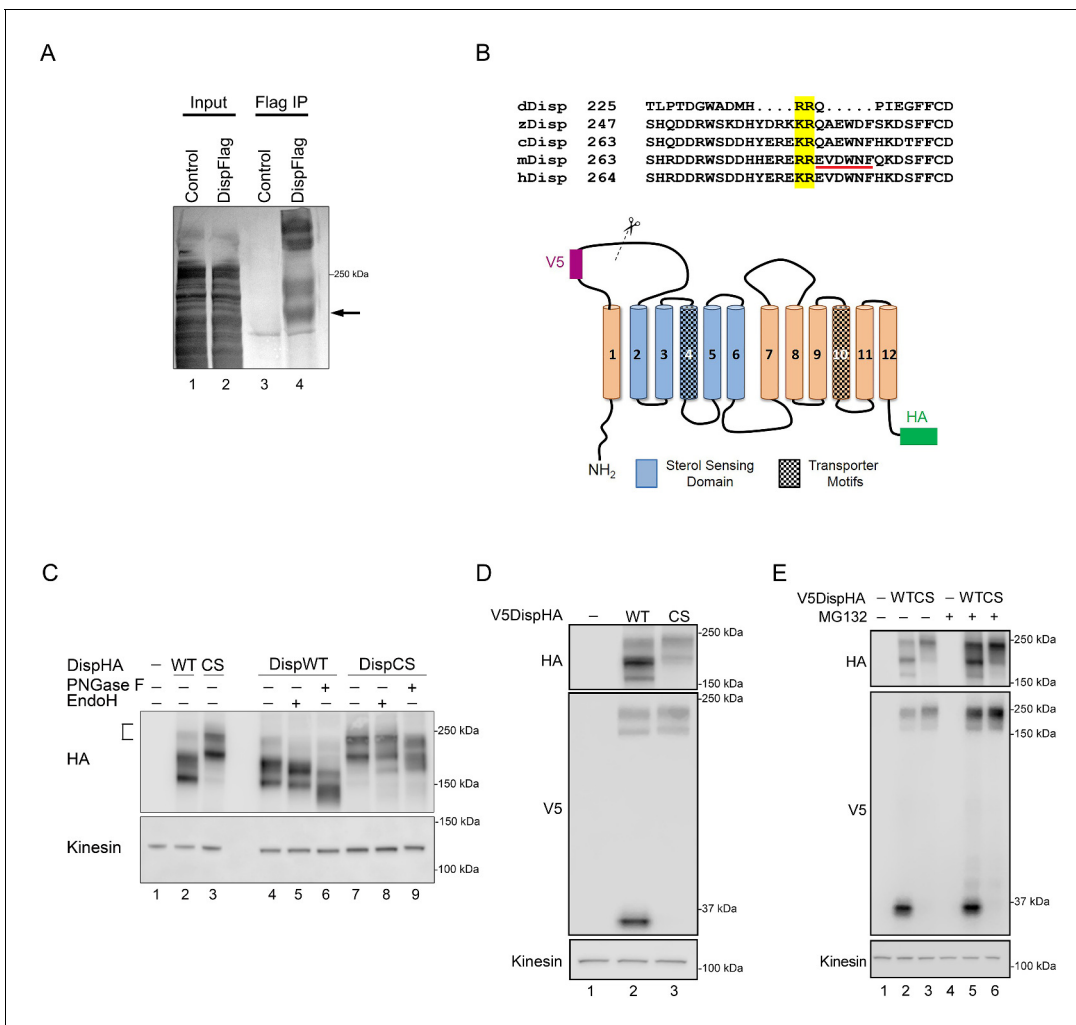 A
Input Flag IP
Control DispFlag Control DispFlag
-250 kDa
1 2 3 4
B
dDisp 225 TLPTDGWADMH....RRQ.....PIEGFFCD
zDisp 247 SHQDDRWSKDHYDRKKRQAEWDFSKDSFFCD
cDisp 263 SHQDDRWSDDHYEREKRQAEWNFHKDTFFCD
mDisp 263 SHRDDRWSDDHHERERREVDWNFQKDSFFCD
hDisp 264 SHRDDRWSDDHYEREKREVDWNFHKDSFFCD
V5
1 2 3 4 5 6 7 8 9 10 11 12
HA
NH2
Sterol Sensing Domain
Transporter Motifs
C
DispHA – WT CS DispWT DispCS
PNGase F – – – – – + – – +
EndoH – – – – + – – + –
HA
-250 kDa
-150 kDa
Kinesin
-150 kDa
-100 kDa
1 2 3 4 5 6 7 8 9
D
V5DispHA – WT CS
HA
-250 kDa
-150 kDa
V5
-250 kDa
-150 kDa
-37 kDa
Kinesin
-100 kDa
1 2 3
E
V5DispHA – WT CS – WT CS
MG132 – – – + + +
HA
-250 kDa
-150 kDa
V5
-250 kDa
-150 kDa
-37 kDa
Kinesin
-100 kDa
1 2 3 4 5 6